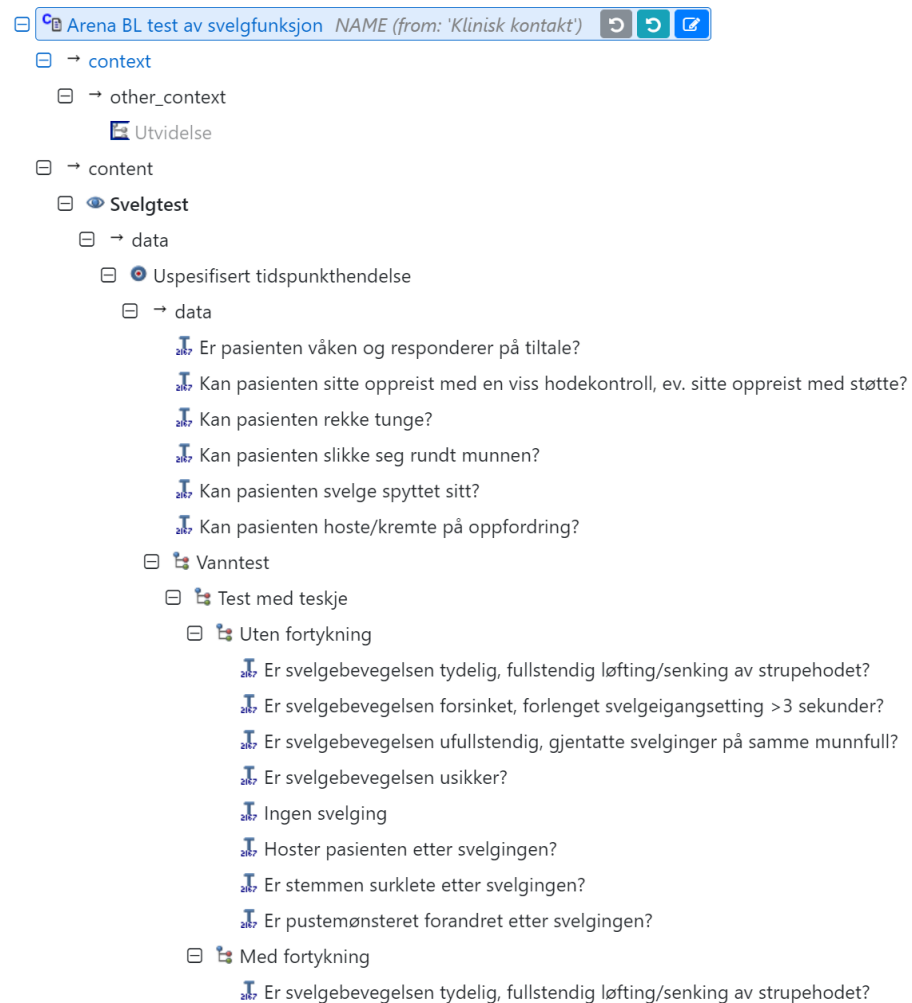 Arena BL test av svelgfunksjon NAME (from: 'Klinisk kontakt')
→ context
→ other_context
Utvidelse
→ content
Svelgtest
→ data
Uspesifisert tidspunkthendelse
→ data
Er pasienten våken og responderer på tiltale?
Kan pasienten sitte oppreist med en viss hodekontroll, ev. sitte oppreist med støtte?
Kan pasienten rekke tunge?
Kan pasienten slikke seg rundt munnen?
Kan pasienten svelge spyttet sitt?
Kan pasienten hoste/kremte på oppfordring?
Vanntest
Test med teskje
Uten fortykning
Er svelgebevegelsen tydelig, fullstendig løfting/senking av strupehodet?
Er svelgebevegelsen forsinket, forlenget svelgeigangsetting >3 sekunder?
Er svelgebevegelsen ufullstendig, gjentatte svelginger på samme munnfull?
Er svelgebevegelsen usikker?
Ingen svelging
Hoster pasienten etter svelgingen?
Er stemmen surklete etter svelgingen?
Er pustemønsteret forandret etter svelgingen?
Med fortykning
Er svelgebevegelsen tydelig, fullstendig løfting/senking av strupehodet?